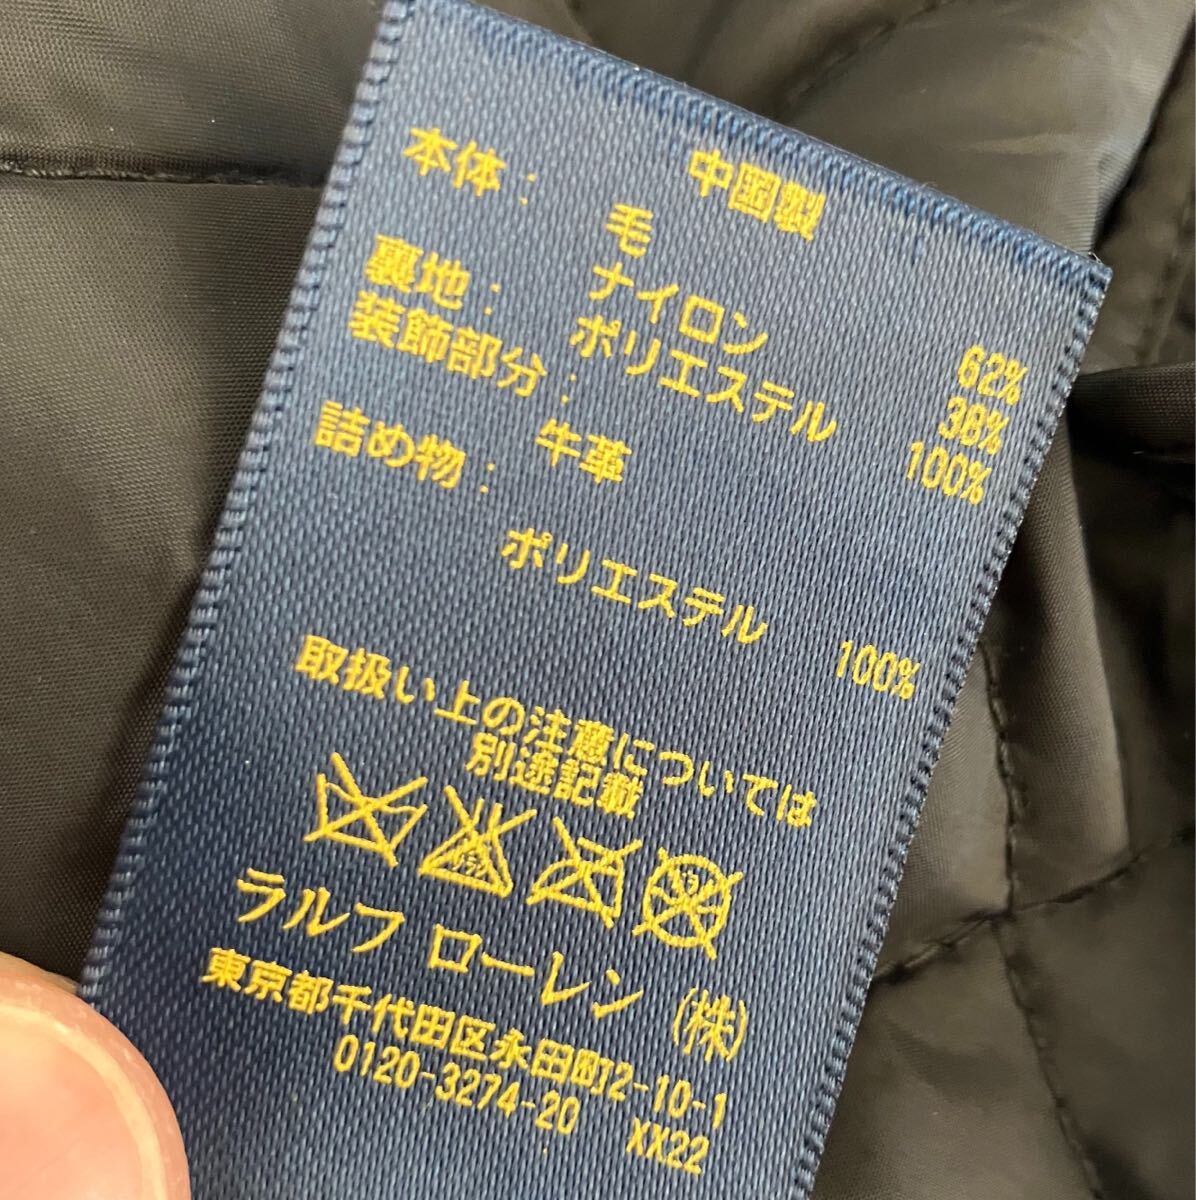 中国製
本体： 毛 62%
ナイロン 38%
裏地： ポリエステル 100%
装飾部分：
牛革
詰め物：
ポリエステル 100%
取扱い上の注意については
別途記載
ラルフ ローレン (株)
東京都千代田区永田町2-10-1
0120-3274-20 XX22